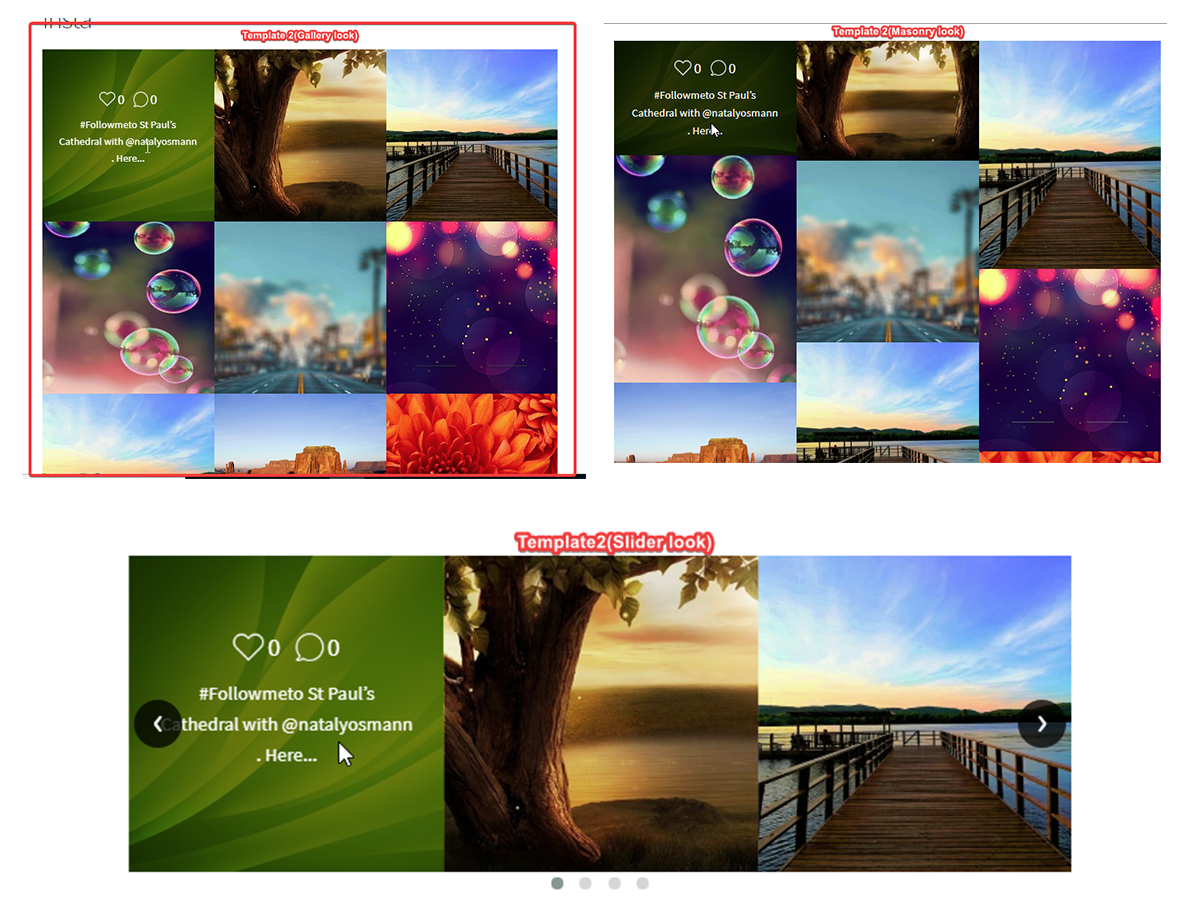 Template 2(Gallery look)
0 0
#Followmeto St Paul's
Cathedral with @natalyosmann
. Here...
Template 2(Masonry look)
0 0
#Followmeto St Paul's
Cathedral with @natalyosmann
. Here...
Template2(Slider look)
0 0
#Followmeto St Paul's
Cathedral with @natalyosmann
. Here...